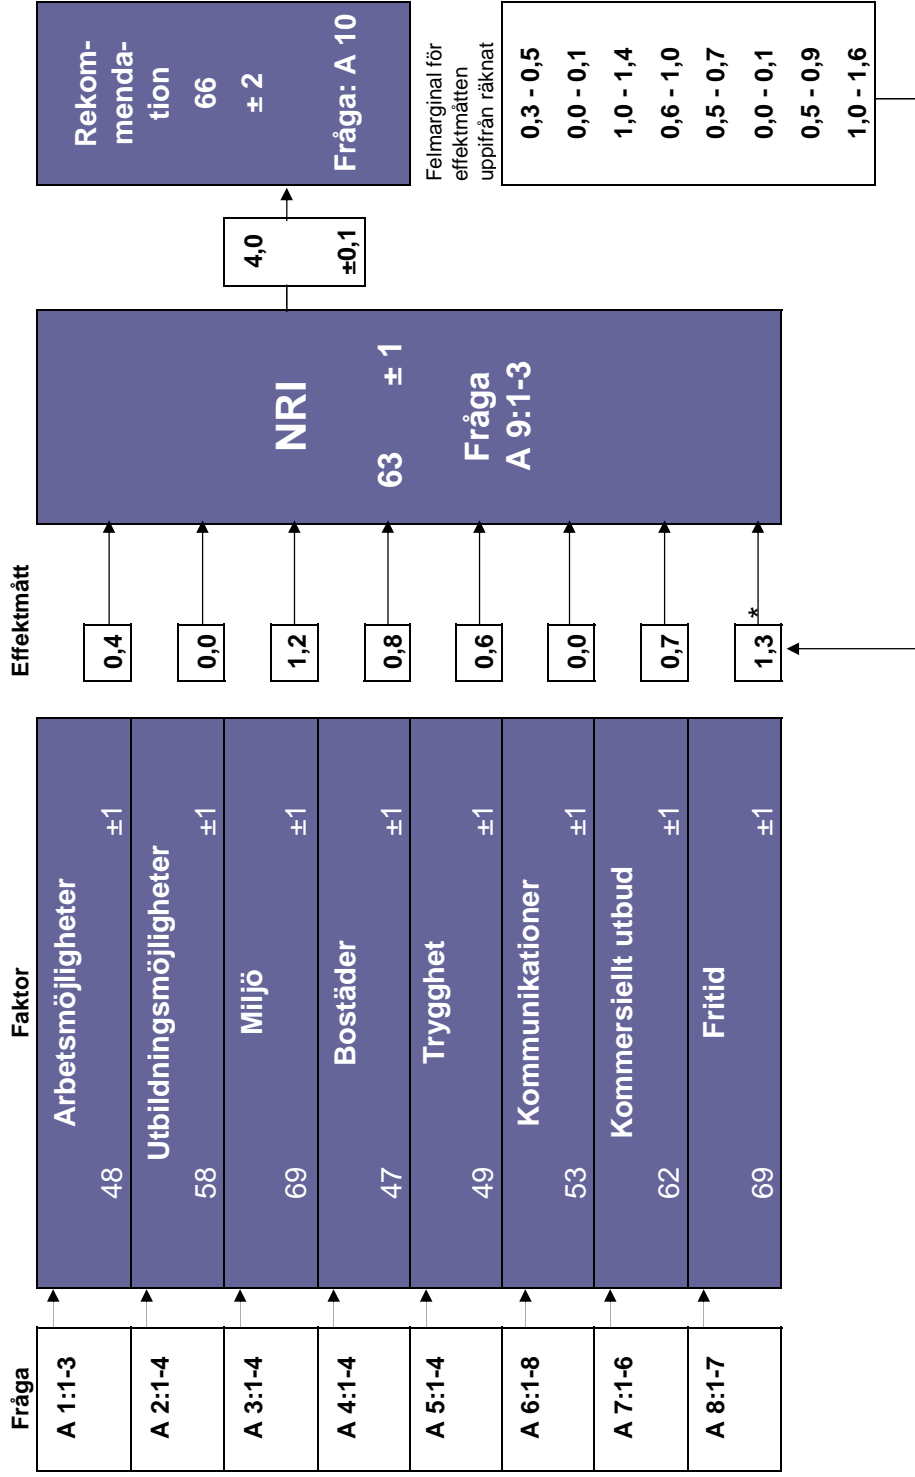 Fråga
Faktor
Effektmått
A 1:1-3
Arbetsmöjligheter
48
±1
0,4
A 2:1-4
Utbildningsmöjligheter
58
±1
0,0
A 3:1-4
Miljö
69
±1
1,2
A 4:1-4
Bostäder
47
±1
0,8
A 5:1-4
Trygghet
49
±1
0,6
A 6:1-8
Kommunikationer
53
±1
0,0
A 7:1-6
Kommersiellt utbud
62
±1
0,7
A 8:1-7
Fritid
69
±1
1,3
*
NRI
63 ± 1
Fråga
A 9:1-3
4,0
±0,1
Rekom-
menda-
tion
66
± 2
Fråga: A 10
Felmarginal för
effektmåtten
uppifrån räknat
0,3 - 0,5
0,0 - 0,1
1,0 - 1,4
0,6 - 1,0
0,5 - 0,7
0,0 - 0,1
0,5 - 0,9
1,0 - 1,6